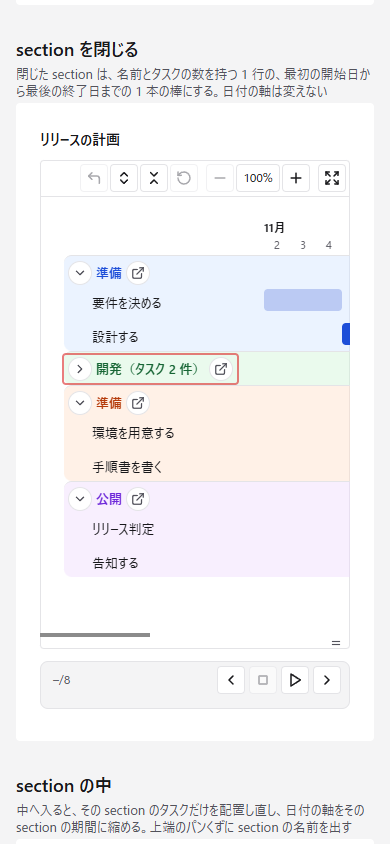 section を閉じる
閉じた section は、名前とタスクの数を持つ 1 行の、最初の開始日か
ら最後の終了日までの 1 本の棒にする。日付の軸は変えない
リリースの計画
100%
11月
2 3 4
準備
要件を決める
設計する
開発（タスク 2 件）
準備
環境を用意する
手順書を書く
公開
リリース判定
告知する
–/8
section の中
中へ入ると、その section のタスクだけを配置し直し、日付の軸をその
section の期間に縮める。上端のパンくずに section の名前を出す